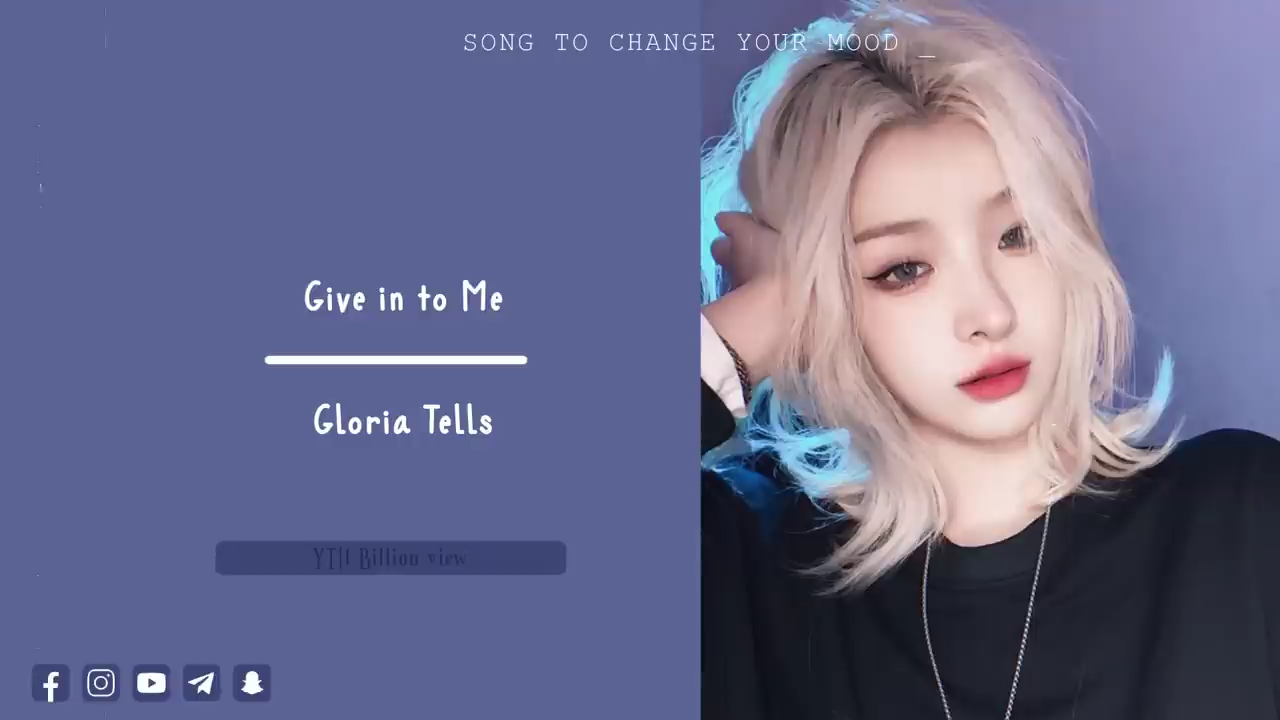 SONG TO CHANGE YOUR MOOD _
Give in to Me
Gloria Tells
YT|1 Billion view